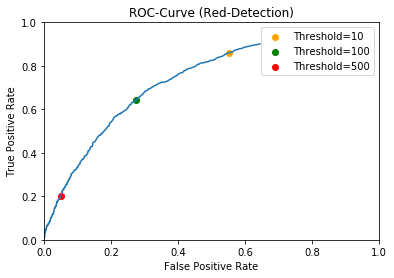 ROC-Curve (Red-Detection)
1.0
0.8
0.6
0.4
0.2
0.0
True Positive Rate
Threshold=10
Threshold=100
Threshold=500
0.0 0.2 0.4 0.6 0.8 1.0
False Positive Rate